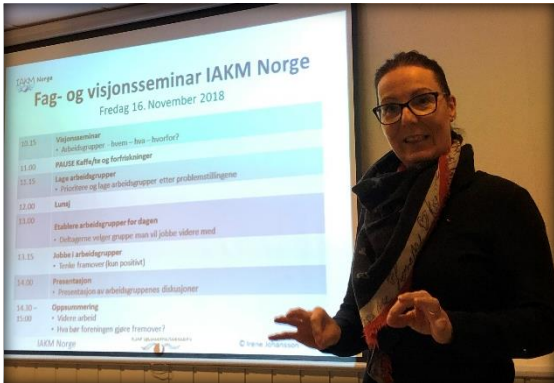 IAKM Norge
Fag- og visjonsseminar IAKM Norge
Fredag 16. November 2018
10.15 Visjonsseminar
• Arbeidsgrupper - hvem – hva – hvorfor?
11.00 PAUSE Kaffe/te og forfriskninger
11.15 Lage arbeidsgrupper
• Prioritere og lage arbeidsgrupper etter problemstillingene
12.00 Lunsj
13.00 Etablere arbeidsgrupper for dagen
• Deltagerne velger gruppe man vil jobbe videre med
13.15 Jobbe i arbeidsgrupper
• Tenke framover (kun positivt)
14.00 Presentasjon
• Presentasjon av arbeidsgruppenes diskusjoner
14.30 – Oppsummering
15:00 • Videre arbeid
• Hva bør foreningen gjøre framover?
IAKM Norge
© Irene Johansson